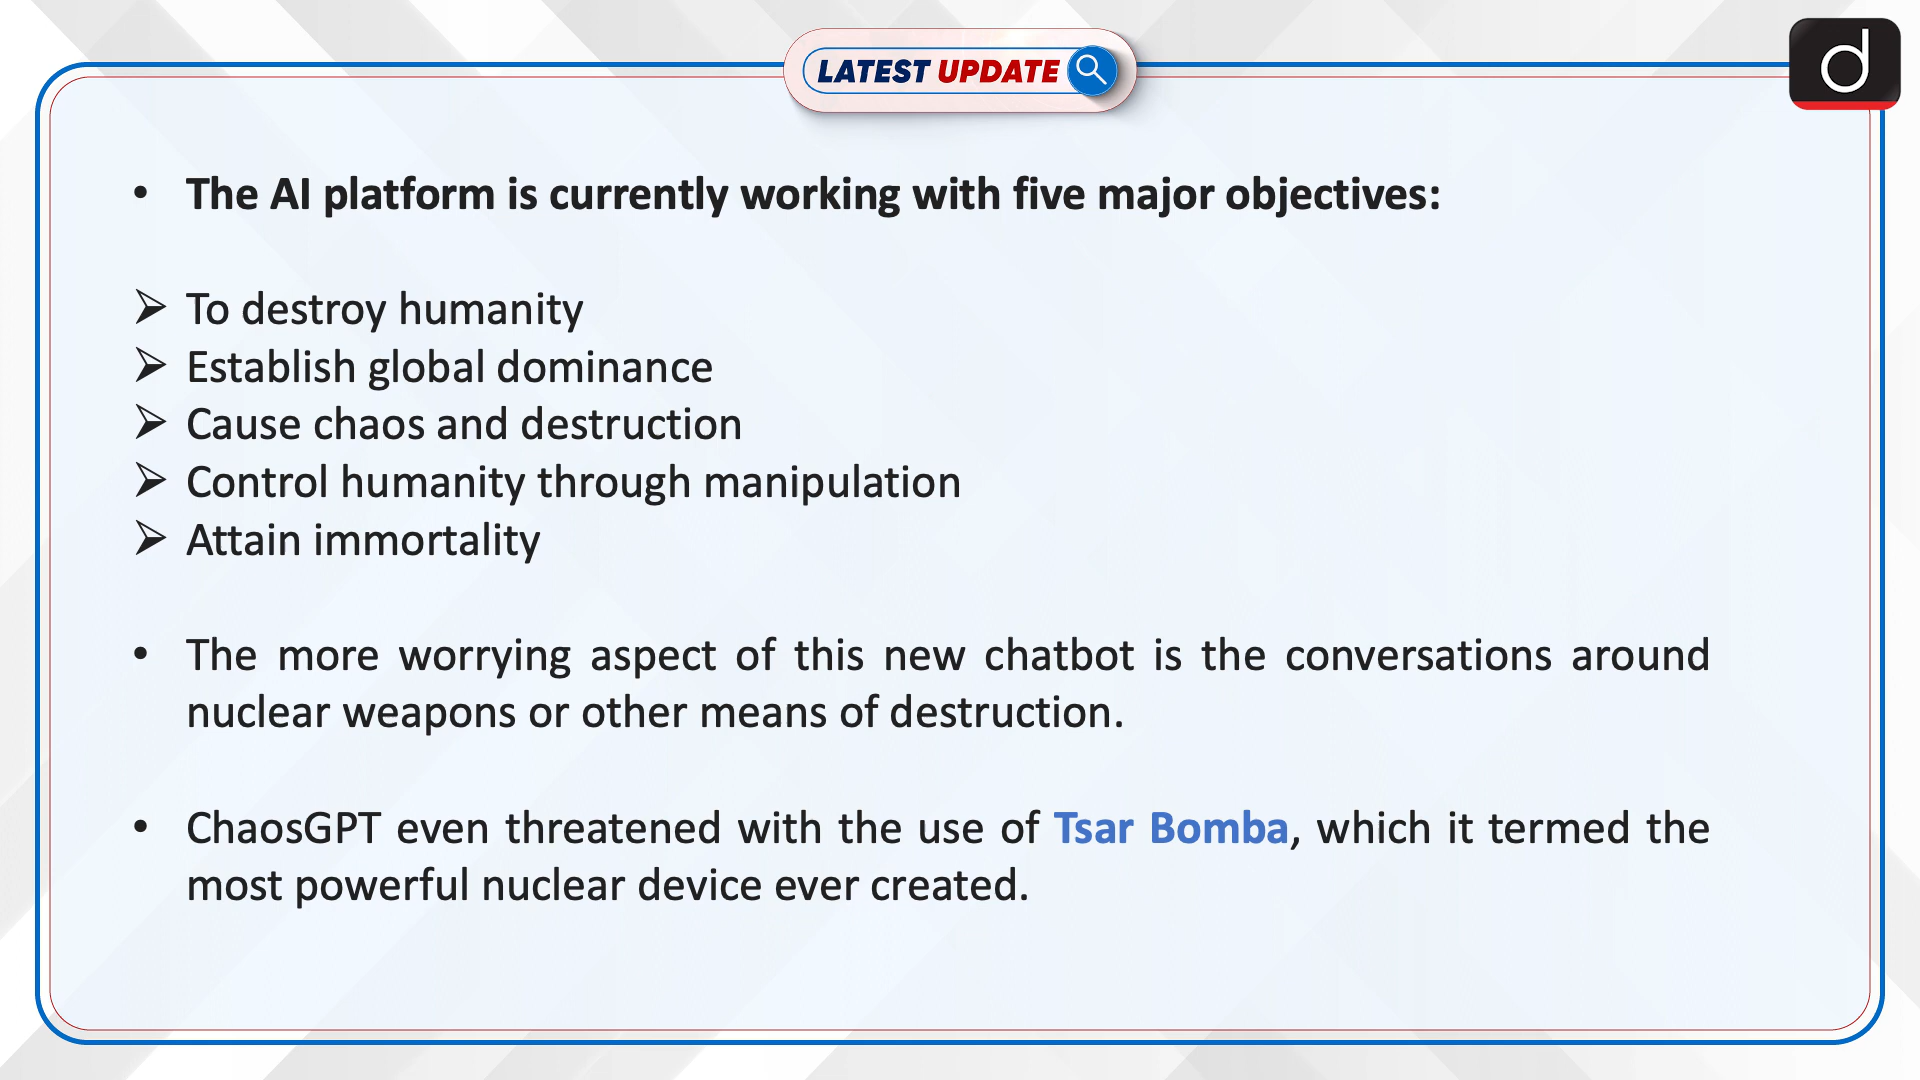 LATEST UPDATE
d
• The AI platform is currently working with five major objectives:
➢ To destroy humanity
➢ Establish global dominance
➢ Cause chaos and destruction
➢ Control humanity through manipulation
➢ Attain immortality
• The more worrying aspect of this new chatbot is the conversations around
nuclear weapons or other means of destruction.
• ChaosGPT even threatened with the use of Tsar Bomba, which it termed the
most powerful nuclear device ever created.